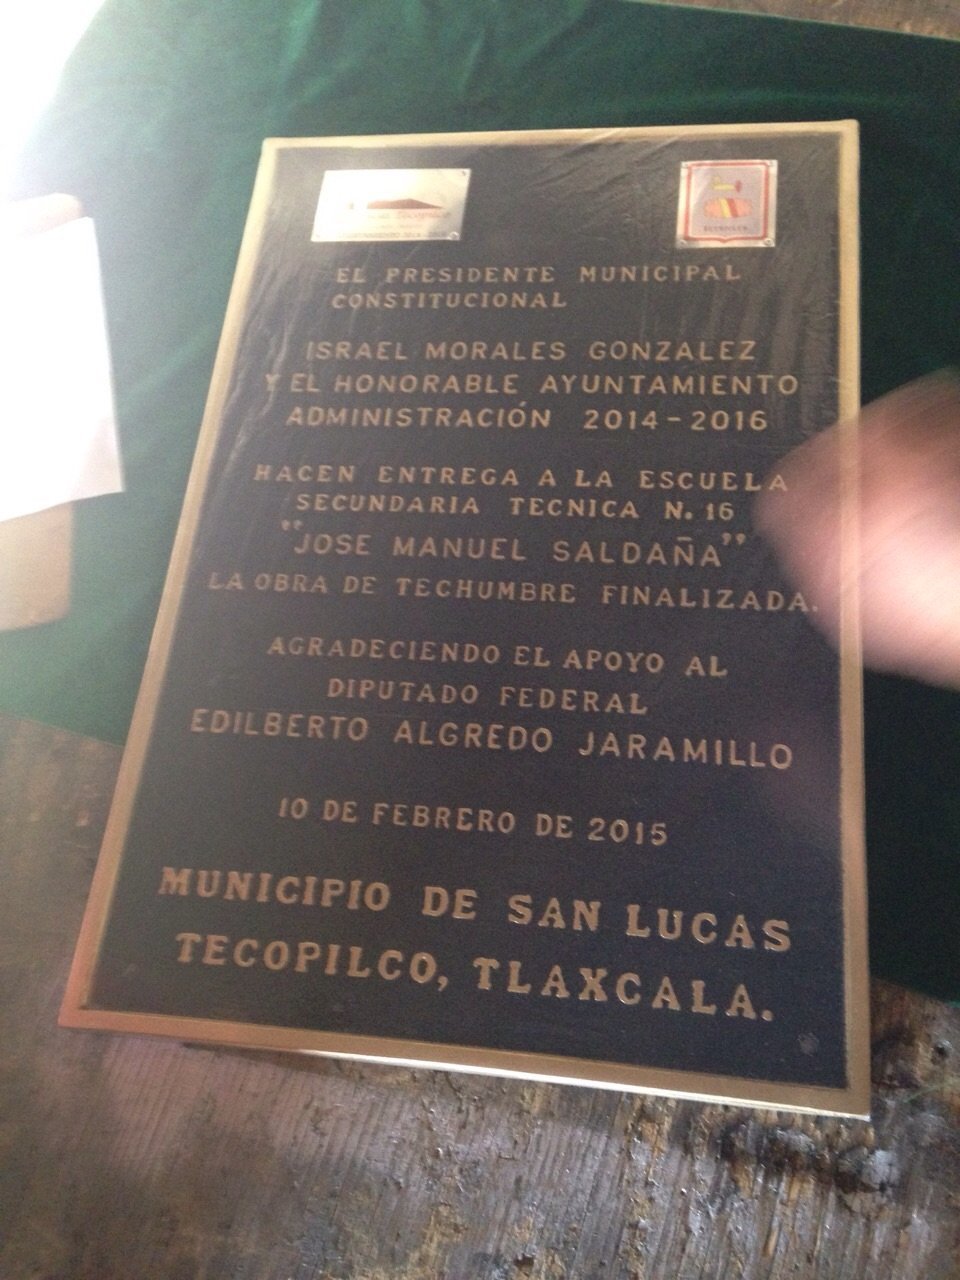 Tecopilco
EL PRESIDENTE MUNICIPAL
CONSTITUCIONAL
ISRAEL MORALES GONZALEZ
Y EL HONORABLE AYUNTAMIENTO
ADMINISTRACIÓN 2014-2016
HACEN ENTREGA A LA ESCUELA
SECUNDARIA TECNICA N. 16
"JOSE MANUEL SALDAÑA"
LA OBRA DE TECHUMBRE FINALIZADA.
AGRADECIENDO EL APOYO AL
DIPUTADO FEDERAL
EDILBERTO ALGREDO JARAMILLO
10 DE FEBRERO DE 2015
MUNICIPIO DE SAN LUCAS
TECOPILCO, TLAXCALA.